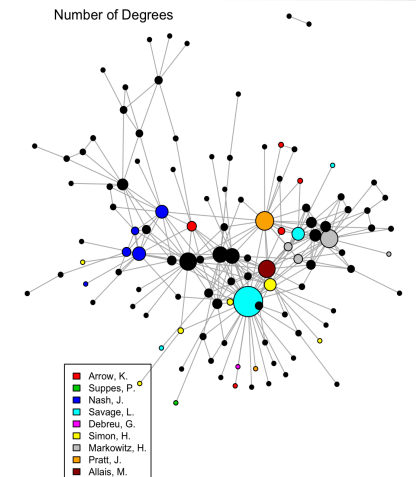 Number of Degrees
Arrow, K.
Suppes, P.
Nash, J.
Savage, L.
Debreu, G.
Simon, H.
Markowitz, H.
Pratt, J.
Allais, M.